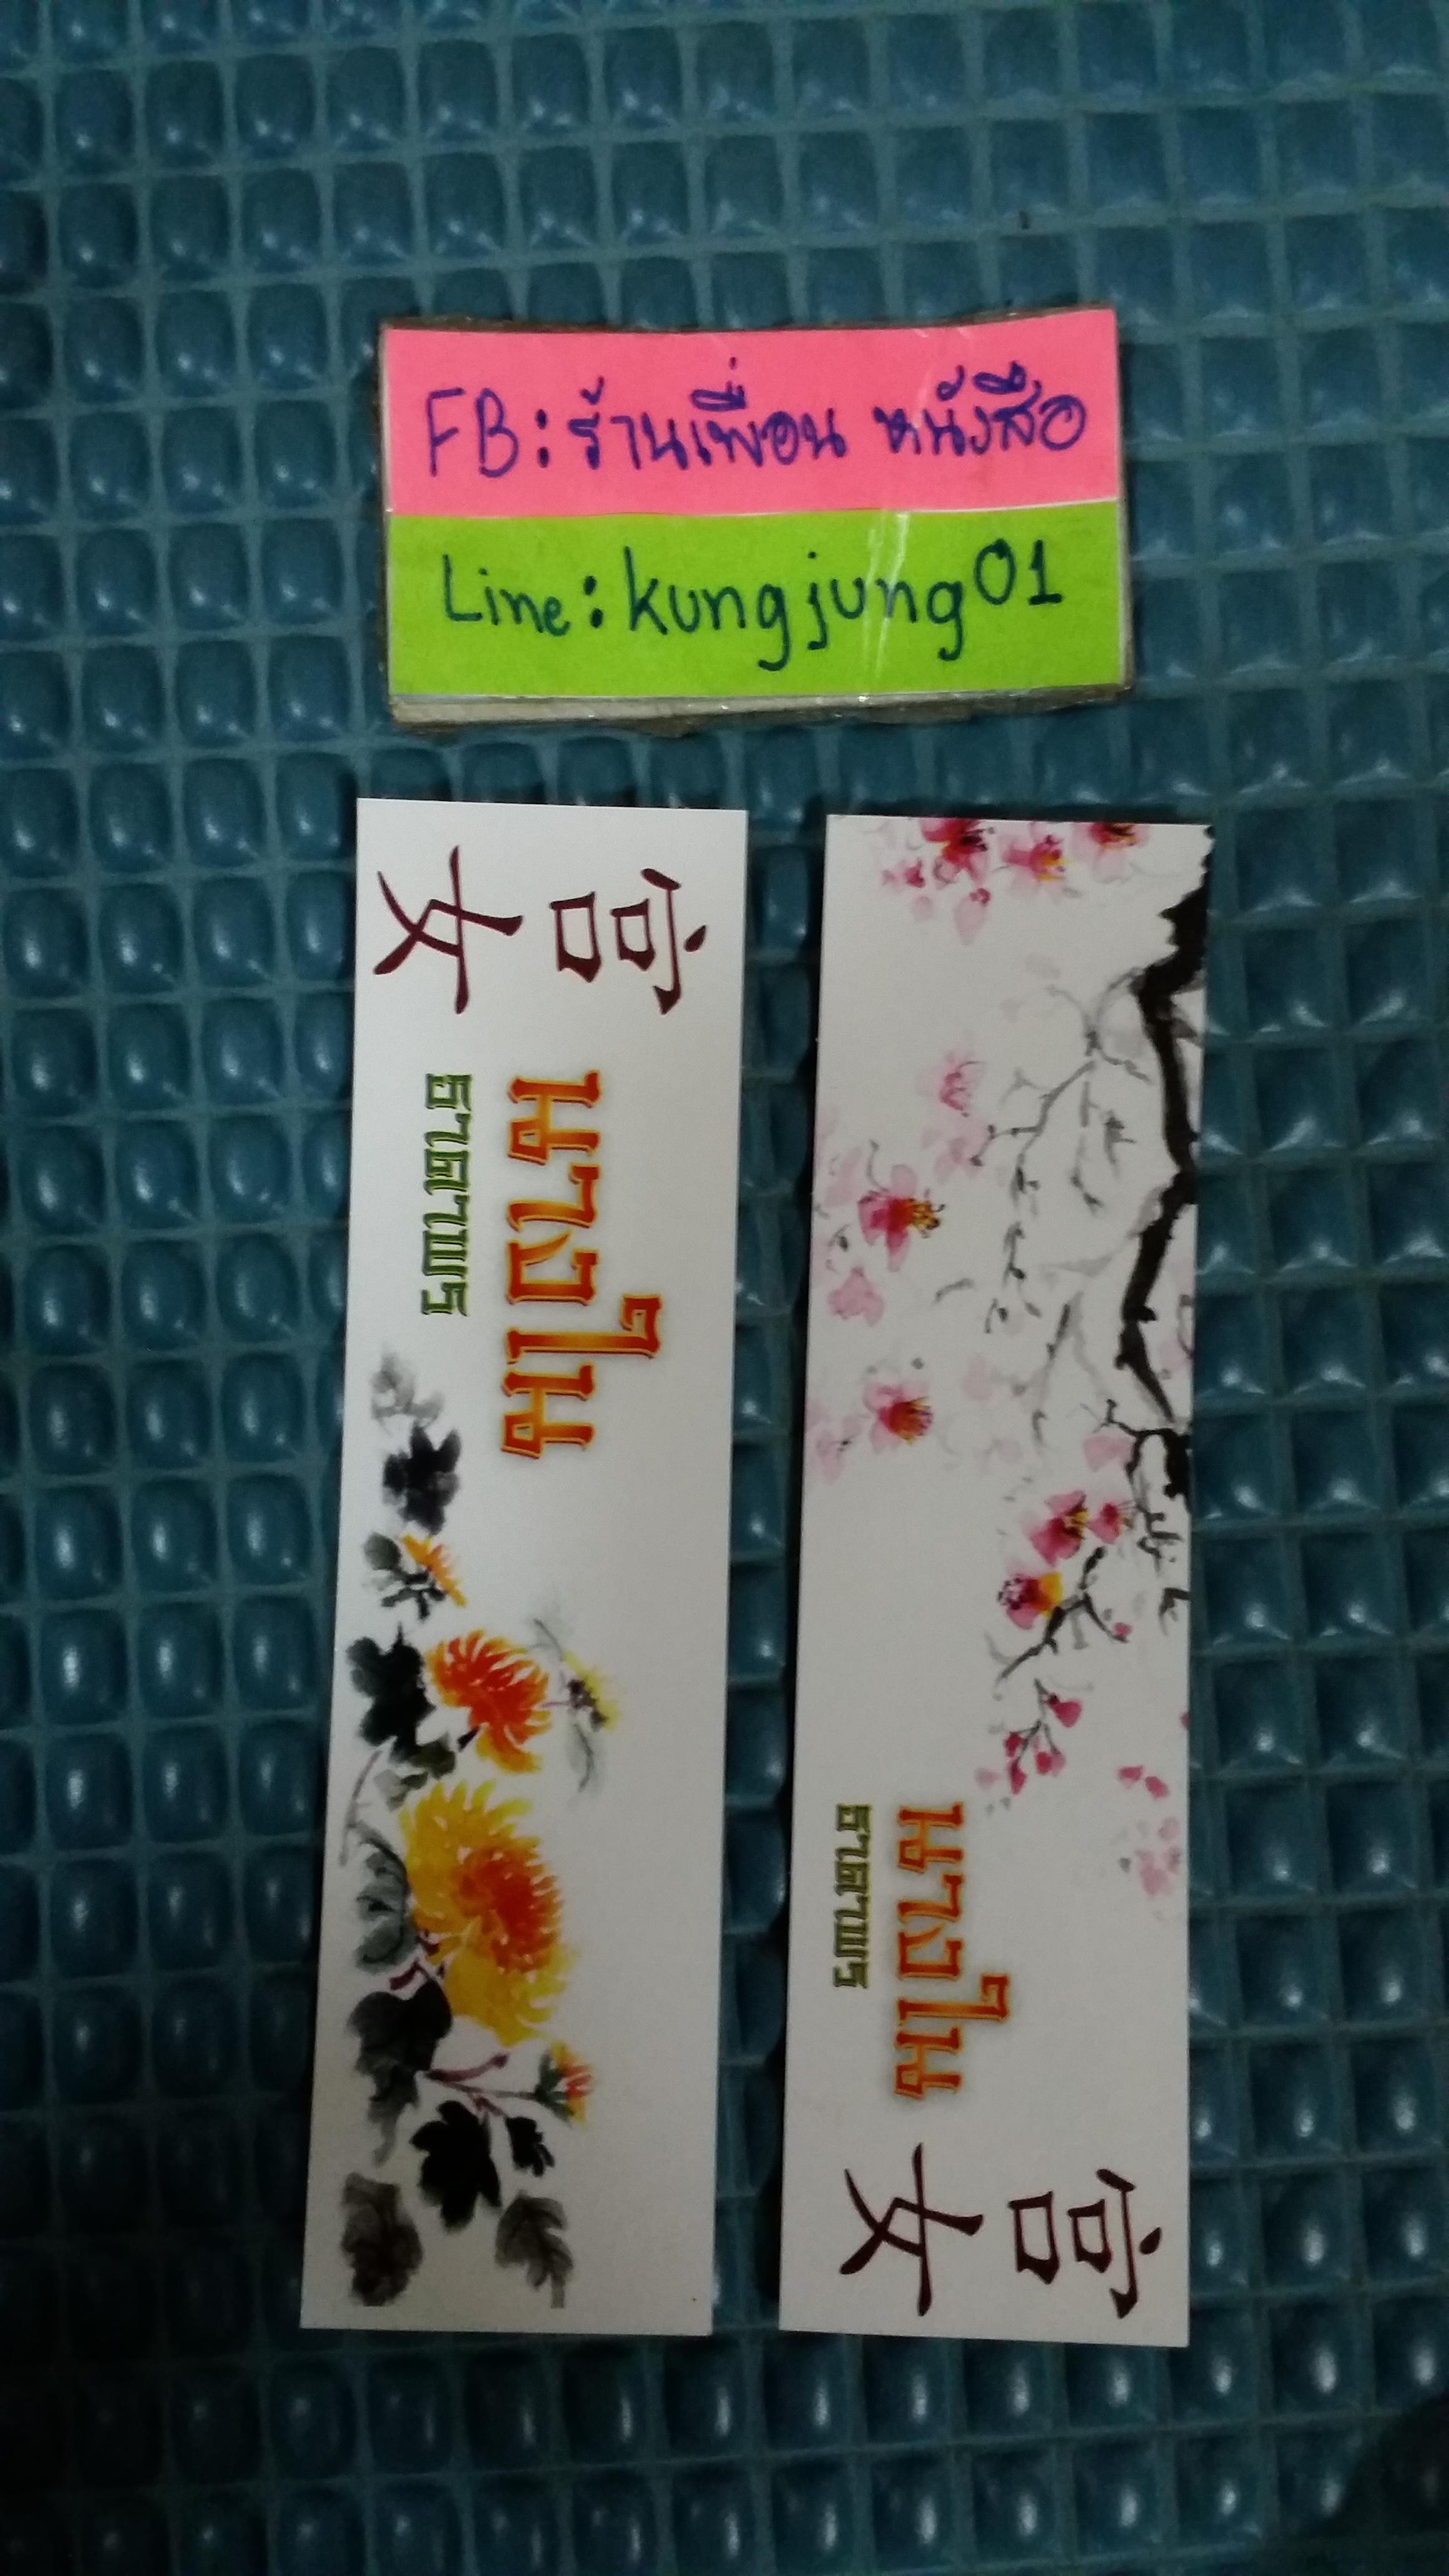 FB: ร้านเพื่อน หนังสือ
Line: kungjung01
宮女
นางใน
ธาดาพร
นางใน
ธาดาพร
宮女